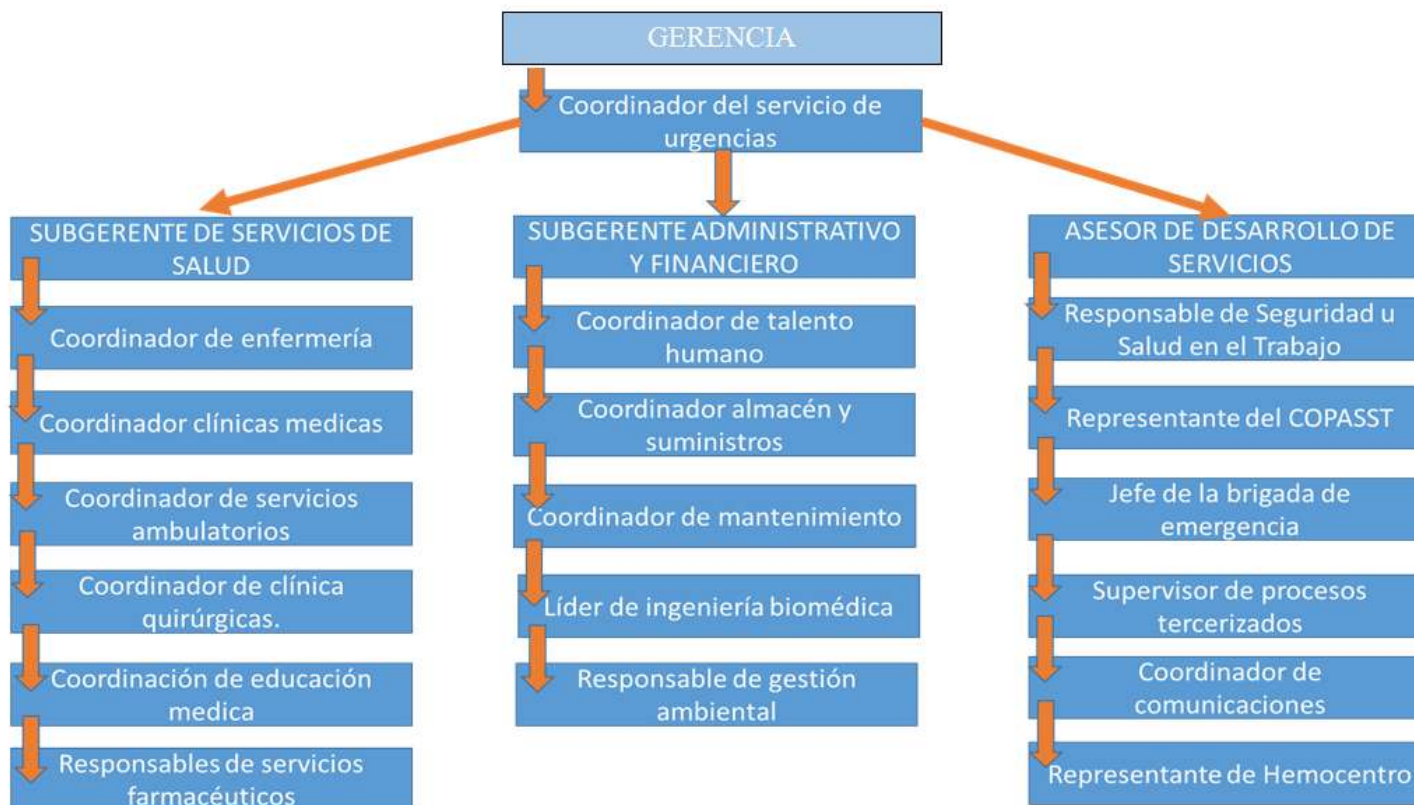 GERENCIA
Coordinador del servicio de
urgencias
SUBGERENTE DE SERVICIOS DE
SALUD
Coordinador de enfermería
Coordinador clínicas medicas
Coordinador de servicios
ambulatorios
Coordinador de clínica
quirúrgicas.
Coordinación de educación
medica
Responsables de servicios
farmacéuticos
SUBGERENTE ADMINISTRATIVO
Y FINANCIERO
Coordinador de talento
humano
Coordinador almacén y
suministros
Coordinador de mantenimiento
Líder de ingeniería biomédica
Responsable de gestión
ambiental
ASESOR DE DESARROLLO DE
SERVICIOS
Responsable de Seguridad u
Salud en el Trabajo
Representante del COPASST
Jefe de la brigada de
emergencia
Supervisor de procesos
tercerizados
Coordinador de
comunicaciones
Representante de Hemocentro